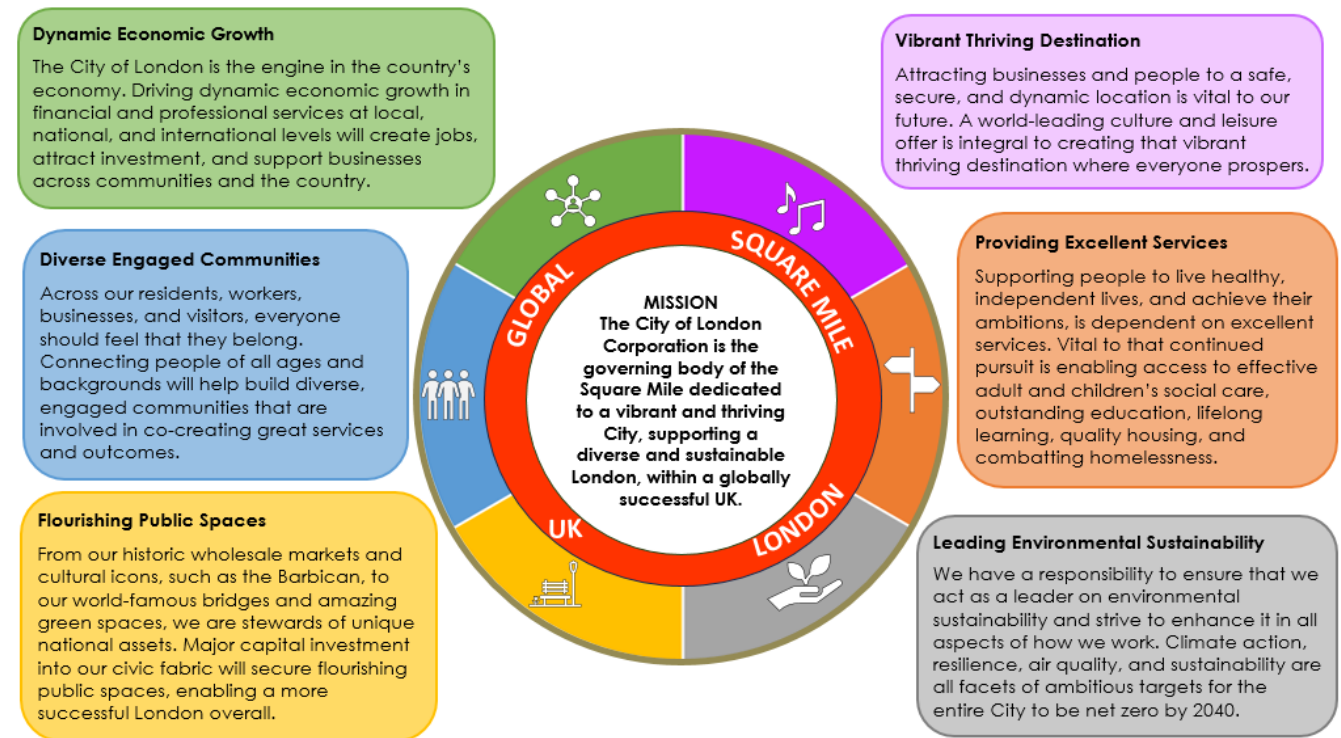 Dynamic Economic Growth
The City of London is the engine in the country's
economy. Driving dynamic economic growth in
financial and professional services at local,
national, and international levels will create jobs,
attract investment, and support businesses
across communities and the country.
Diverse Engaged Communities
Across our residents, workers,
businesses, and visitors, everyone
should feel that they belong.
Connecting people of all ages and
backgrounds will help build diverse,
engaged communities that are
involved in co-creating great services
and outcomes.
Flourishing Public Spaces
From our historic wholesale markets and
cultural icons, such as the Barbican, to
our world-famous bridges and amazing
green spaces, we are stewards of unique
national assets. Major capital investment
into our civic fabric will secure flourishing
public spaces, enabling a more
successful London overall.
GLOBAL
SQUARE MILE
UK
LONDON
MISSION
The City of London
Corporation is the
governing body of the
Square Mile dedicated
to a vibrant and thriving
City, supporting a
diverse and sustainable
London, within a globally
successful UK.
Vibrant Thriving Destination
Attracting businesses and people to a safe,
secure, and dynamic location is vital to our
future. A world-leading culture and leisure
offer is integral to creating that vibrant
thriving destination where everyone prospers.
Providing Excellent Services
Supporting people to live healthy,
independent lives, and achieve their
ambitions, is dependent on excellent
services. Vital to that continued
pursuit is enabling access to effective
adult and children's social care,
outstanding education, lifelong
learning, quality housing, and
combatting homelessness.
Leading Environmental Sustainability
We have a responsibility to ensure that we
act as a leader on environmental
sustainability and strive to enhance it in all
aspects of how we work. Climate action,
resilience, air quality, and sustainability are
all facets of ambitious targets for the
entire City to be net zero by 2040.